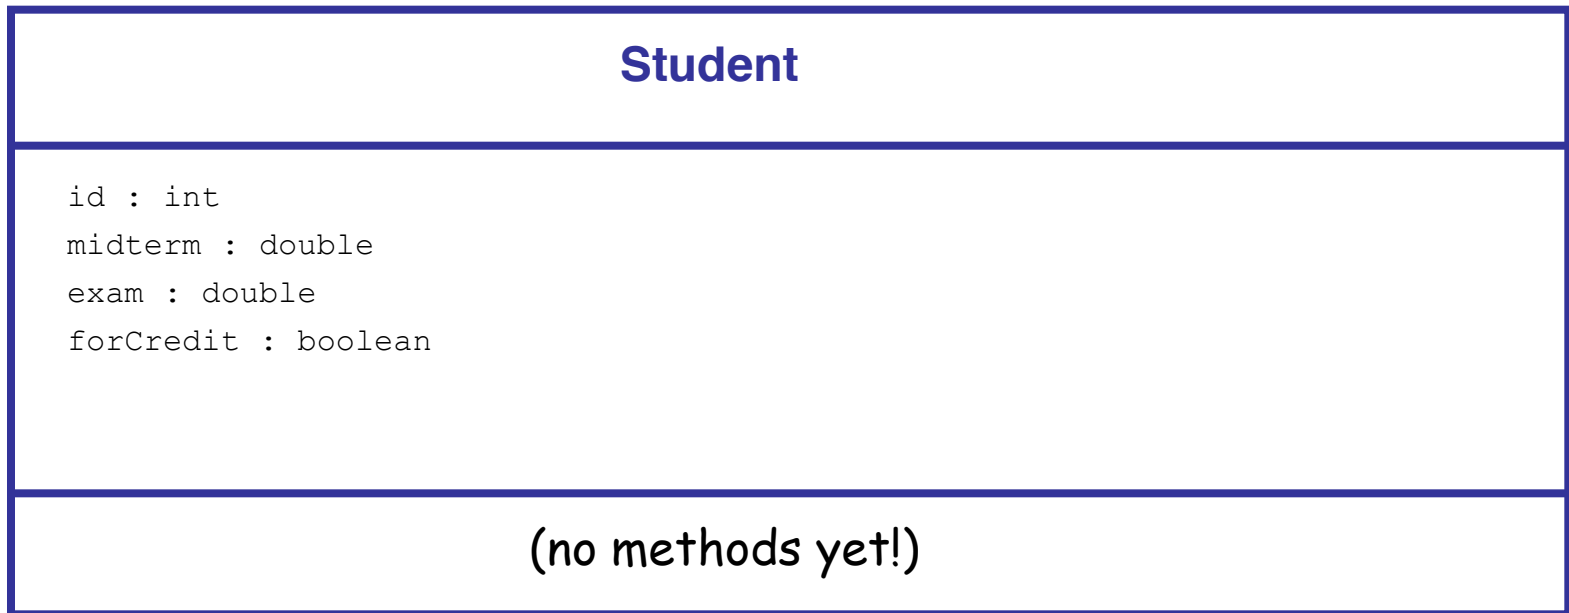 Student
id : int
midterm : double
exam : double
forCredit : boolean
(no methods yet!)